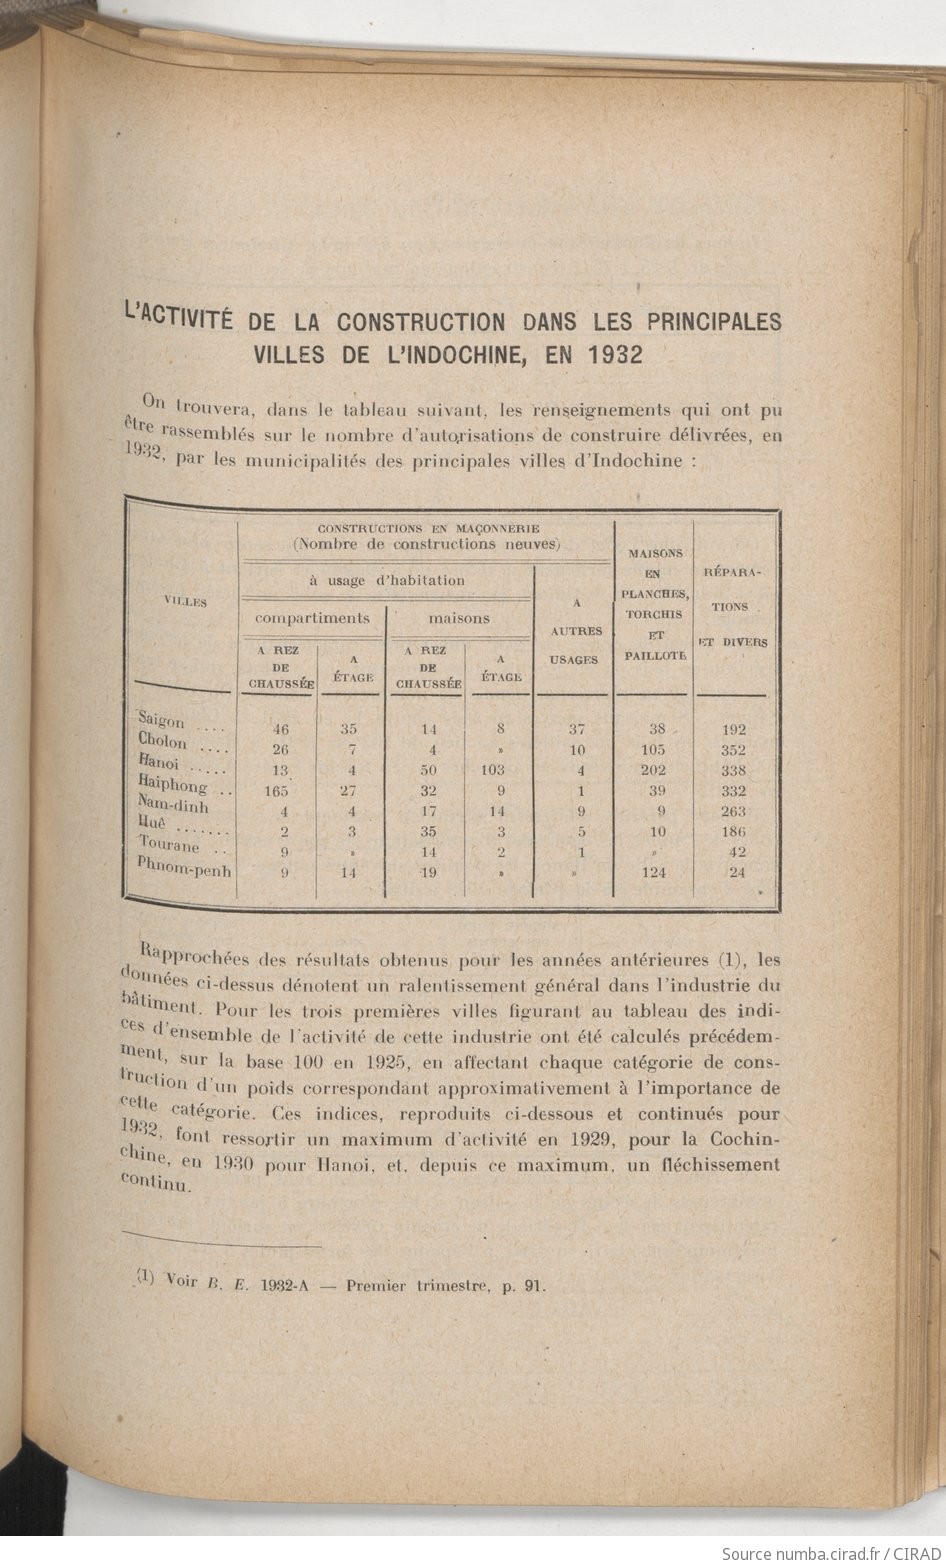 L'ACTIVITÉ DE LA CONSTRUCTION DANS LES PRINCIPALES
VILLES DE L'INDOCHINE, EN 1932
On trouvera, dans le tableau suivant, les renseignements qui ont pu
être rassemblés sur le nombre d'autorisations de construire délivrées, en
1932, par les municipalités des principales villes d'Indochine :
VILLES
CONSTRUCTIONS EN MAÇONNERIE
(Nombre de constructions neuves)
à usage d'habitation
compartiments
maisons
A REZ
DE
CHAUSSÉE
A
ÉTAGE
A REZ
DE
CHAUSSÉE
A
ÉTAGE
A
AUTRES
USAGES
MAISONS
EN
PLANCHES,
TORCHIS
ET
PAILLOTE
RÉPARA-
TIONS
ET DIVERS
Saigon .... 46 35 14 8 37 38 192
Cholon .... 26 7 4 » 10 105 352
Hanoi ..... 13 4 50 103 4 202 338
Haiphong .. 165 27 32 9 1 39 332
Nam-dinh 4 4 17 14 9 9 263
Huê ....... 2 3 35 3 5 10 186
Tourane .. 9 » 14 2 1 » 42
Phnom-penh 9 14 19 » » 124 24
Rapprochées des résultats obtenus pour les années antérieures (1), les
données ci-dessus dénotent un ralentissement général dans l'industrie du
bâtiment. Pour les trois premières villes figurant au tableau des indi-
ces d'ensemble de l'activité de cette industrie ont été calculés précédem-
ment, sur la base 100 en 1925, en affectant chaque catégorie de cons-
truction d'un poids correspondant approximativement à l'importance de
cette catégorie. Ces indices, reproduits ci-dessous et continués pour
1932, font ressortir un maximum d'activité en 1929, pour la Cochin-
chine, en 1930 pour Hanoi, et, depuis ce maximum, un fléchissement
continu.
(1) Voir B. E. 1932-A — Premier trimestre, p. 91.
Source numba.cirad.fr / CIRAD